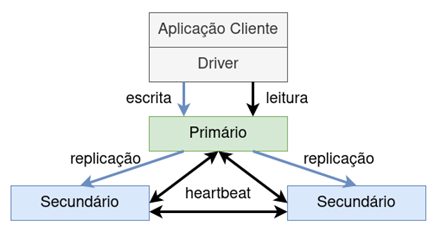 Aplicação Cliente
Driver
escrita
leitura
Primário
replicação
replicação
heartbeat
Secundário
Secundário